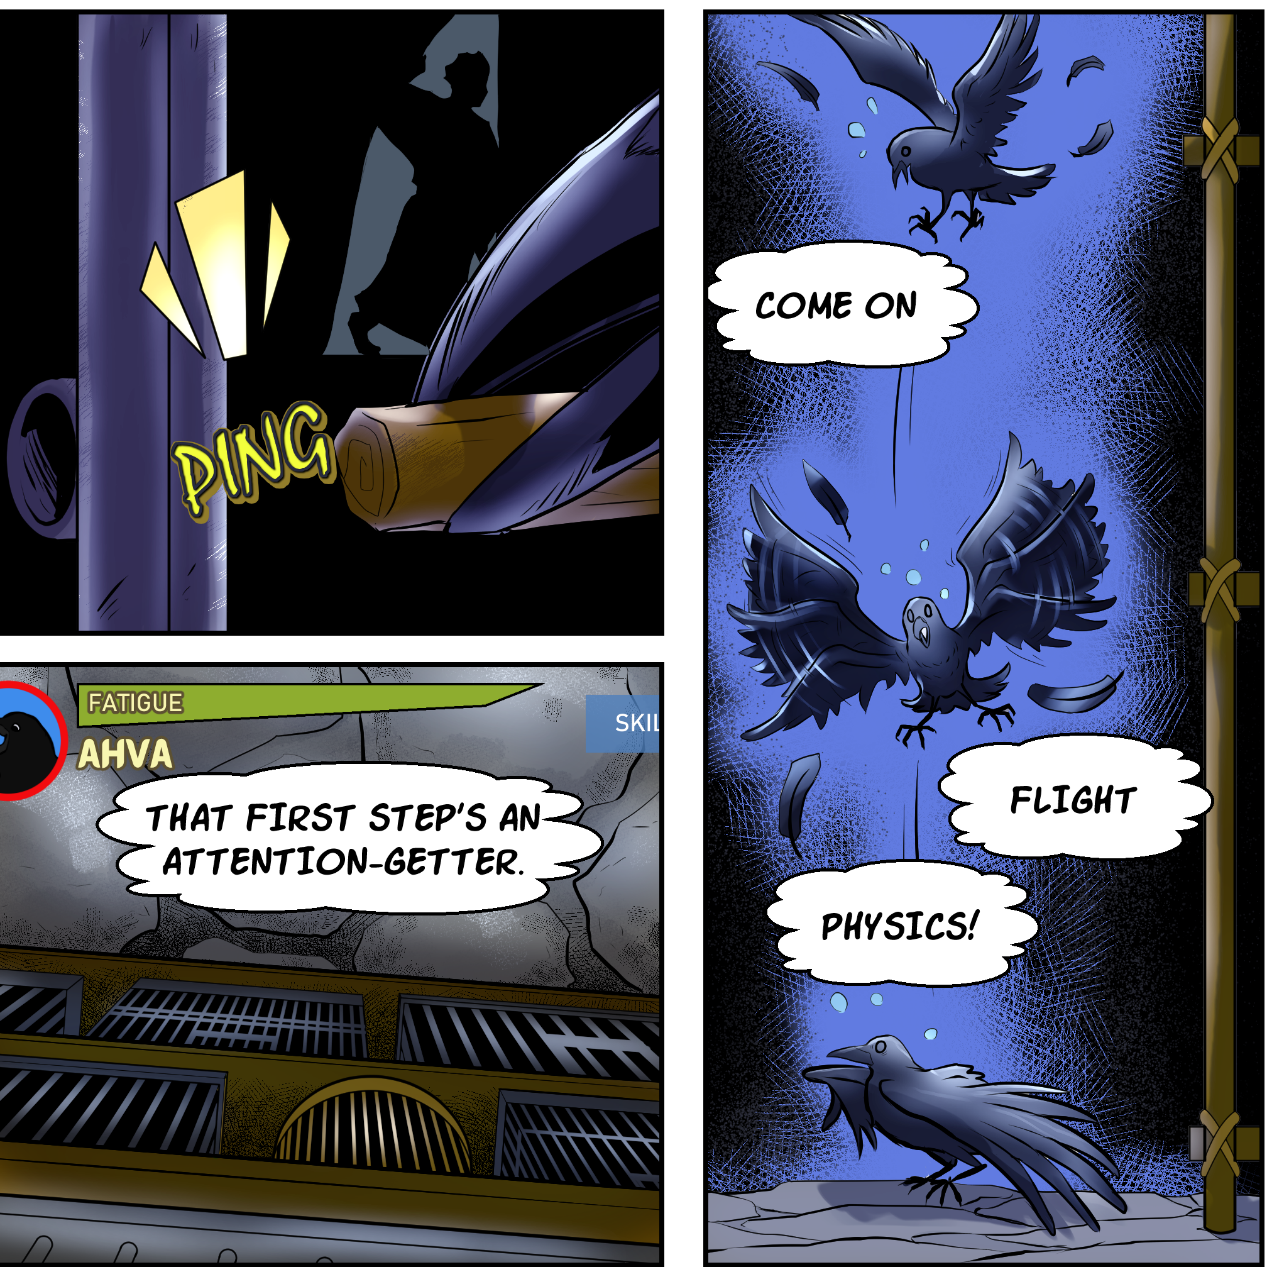 PING
FATIGUE
AHVA
THAT FIRST STEP'S AN
ATTENTION-GETTER.
COME ON
FLIGHT
PHYSICS!